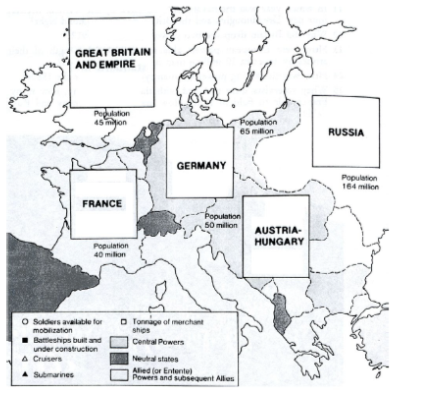 GREAT BRITAIN
AND EMPIRE
Population
45 million
Population
65 million
RUSSIA
Population
164 million
GERMANY
FRANCE
Population
40 million
Population
50 million
AUSTRIA-
HUNGARY
Soldiers available for
mobilization
Battleships built and
under construction
Cruisers
Submarines
Tonnage of merchant
ships
Central Powers
Neutral states
Allied (or Entente)
Powers and subsequent Allies